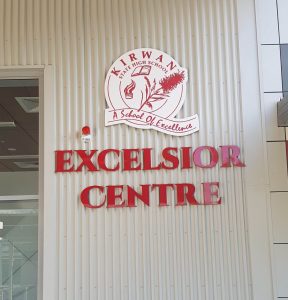 KIRWAN
STATE HIGH SCHOOL
A School Of Excellence
EXCELSIOR
CENTRE